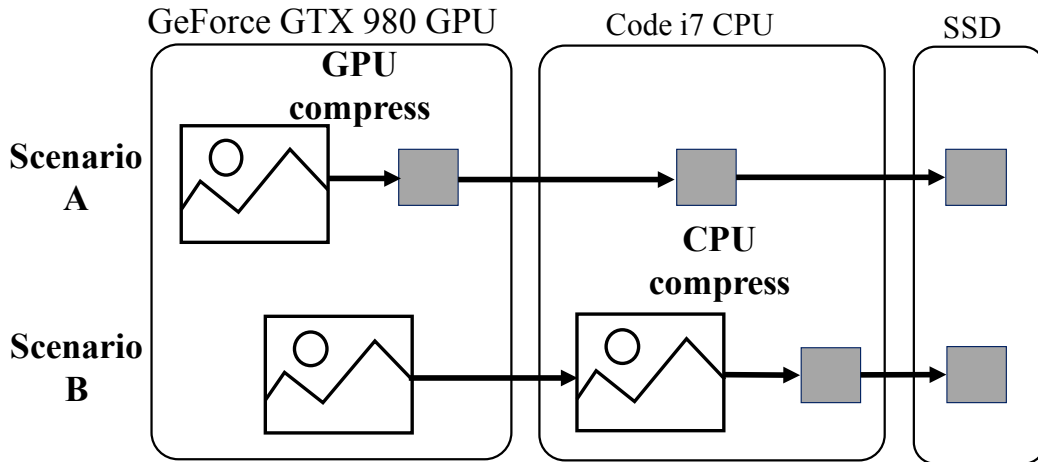 GeForce GTX 980 GPU
Code i7 CPU
SSD
GPU
compress
Scenario
A
CPU
compress
Scenario
B